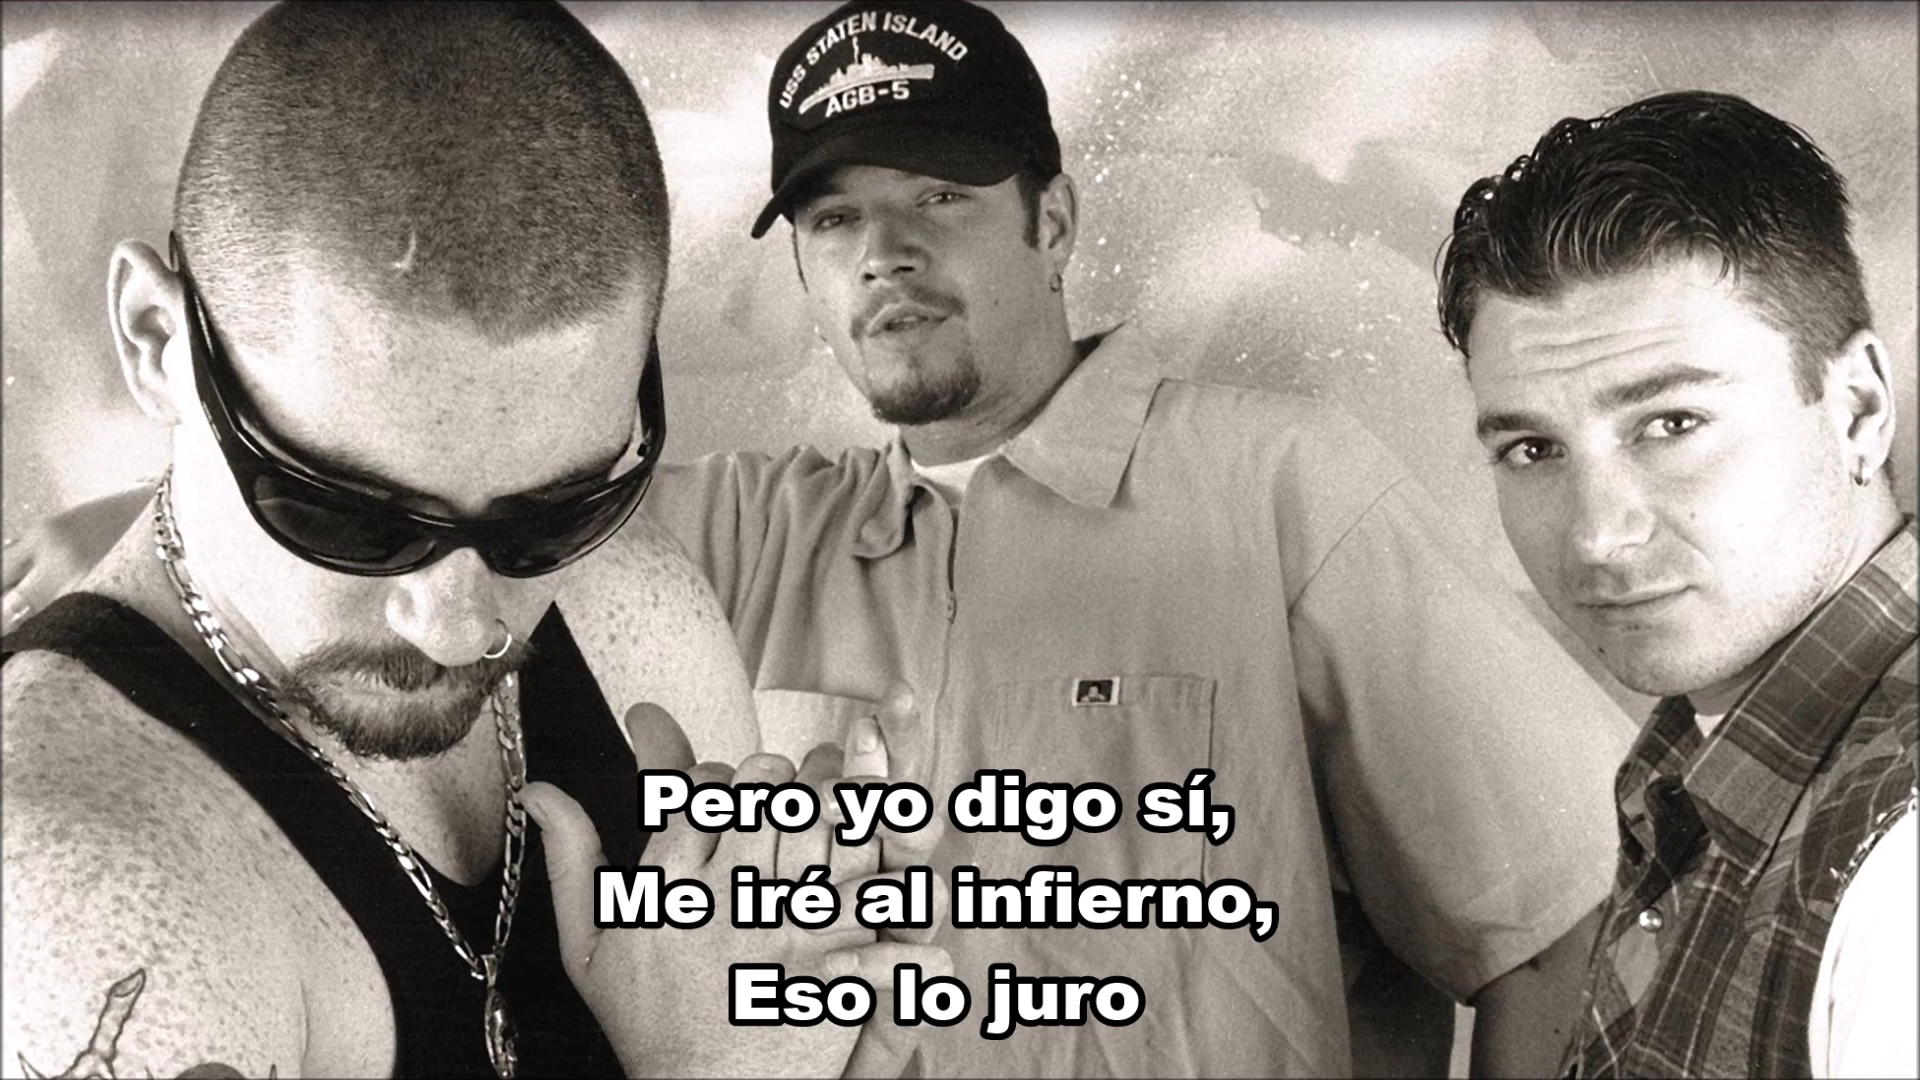 USS STATEN ISLAND
AGB-5
Pero yo digo sí,
Me iré al infierno,
Eso lo juro